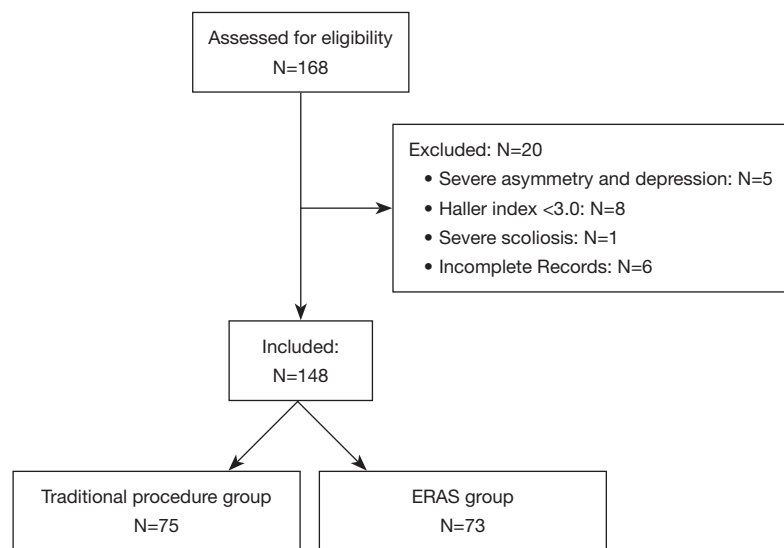 Assessed for eligibility
N=168
Excluded: N=20
• Severe asymmetry and depression: N=5
• Haller index <3.0: N=8
• Severe scoliosis: N=1
• Incomplete Records: N=6
Included:
N=148
Traditional procedure group
N=75
ERAS group
N=73